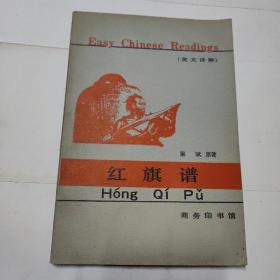 Easy Chinese Readings
(英文注释)
梁斌 原著
红旗谱
Hóng Qí Pǔ
商务印书馆